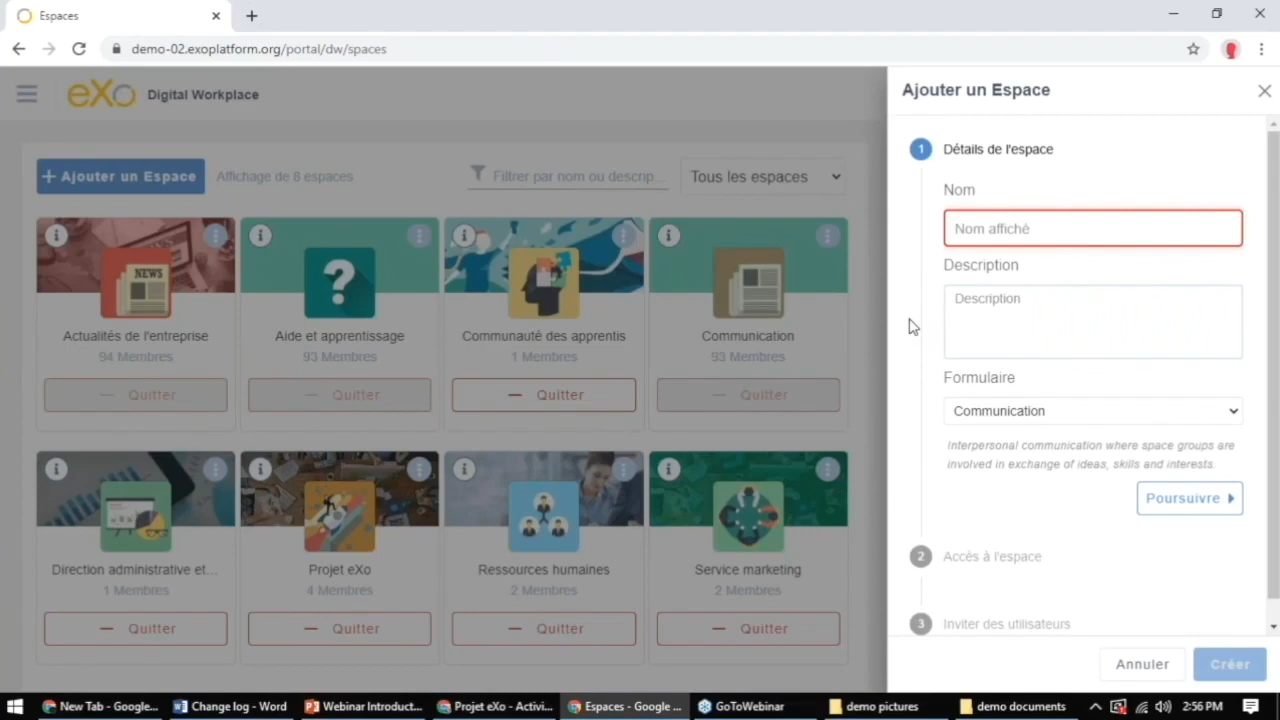 Espaces
demo-02.exoplatform.org/portal/dw/spaces
eXo Digital Workplace
Ajouter un Espace
Affichage de 8 espaces
Filtrer par nom ou descrip...
Tous les espaces
NEWS
Actualités de l'entreprise
94 Membres
Quitter
Aide et apprentissage
93 Membres
Quitter
Communauté des apprentis
1 Membres
Quitter
Communication
93 Membres
Quitter
Direction administrative et...
1 Membres
Quitter
Projet eXo
4 Membres
Quitter
Ressources humaines
2 Membres
Quitter
Service marketing
2 Membres
Quitter
Ajouter un Espace
1 Détails de l'espace
Nom
Nom affiché
Description
Description
Formulaire
Communication
Interpersonal communication where space groups are
involved in exchange of ideas, skills and interests.
Poursuivre
2 Accès à l'espace
3 Inviter des utilisateurs
Annuler
Créer
New Tab - Google...
Change log - Word
Webinar Introduct...
Projet eXo - Activi...
Espaces - Google ...
GoToWebinar
demo pictures
demo documents
2:56 PM